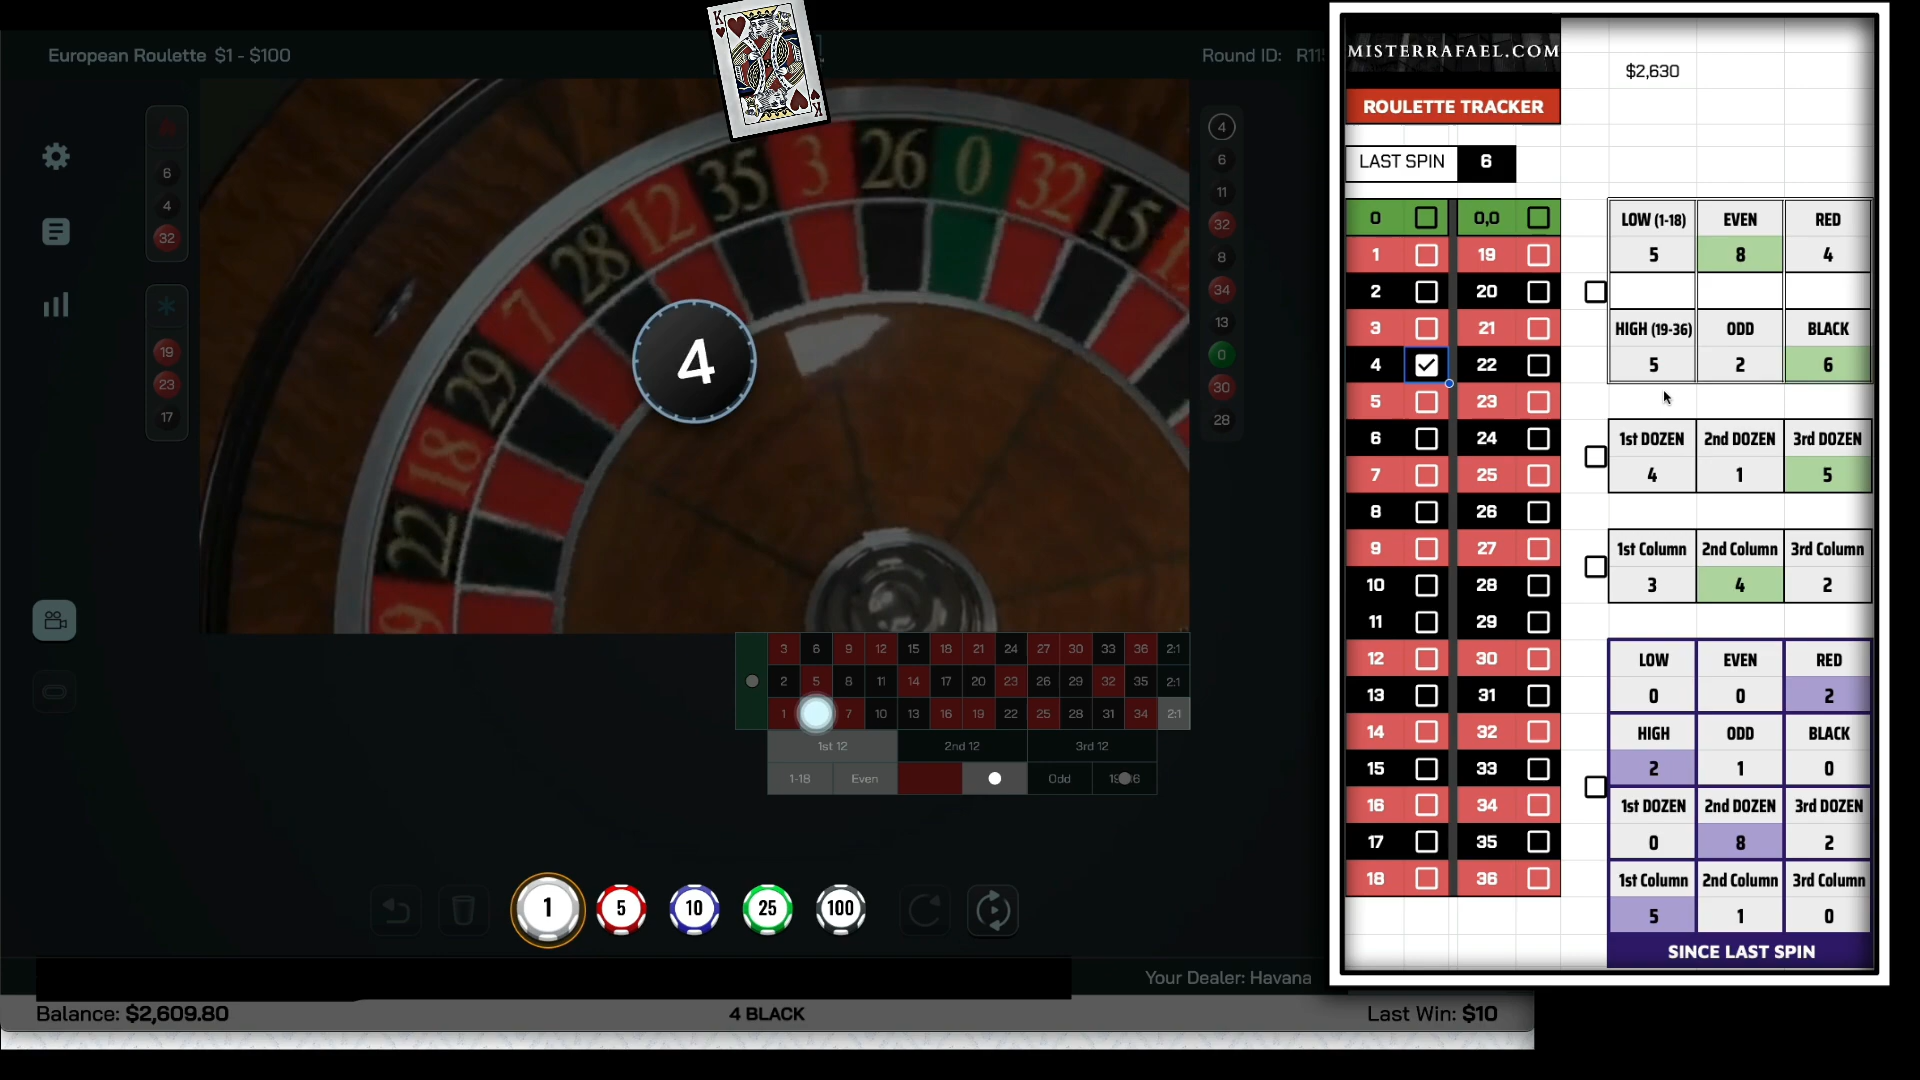 European Roulette $1 - $100
Round ID: R115
K
K
6
4
32
19
23
17
22
18
29
7
28
12
35
3
26
0
32
15
4
4
6
11
32
8
34
13
0
30
28
3 6 9 12 15 18 21 24 27 30 33 36 2:1
2 5 8 11 14 17 20 23 26 29 32 35 2:1
1 7 10 13 16 19 22 25 28 31 34 2:1
1st 12 2nd 12 3rd 12
1-18 Even Odd
1 5 10 25 100
Your Dealer: Havana
Balance: $2,609.80 4 BLACK Last Win: $10
MISTERRAFAEL.COM
ROULETTE TRACKER
$2,630
LAST SPIN 6
0 0,0
1 19
2 20
3 21
4 22
5 23
6 24
7 25
8 26
9 27
10 28
11 29
12 30
13 31
14 32
15 33
16 34
17 35
18 36
LOW (1-18) EVEN RED
5 8 4
HIGH (19-36) ODD BLACK
5 2 6
1st DOZEN 2nd DOZEN 3rd DOZEN
4 1 5
1st Column 2nd Column 3rd Column
3 4 2
LOW EVEN RED
0 0 2
HIGH ODD BLACK
2 1 0
1st DOZEN 2nd DOZEN 3rd DOZEN
0 8 2
1st Column 2nd Column 3rd Column
5 1 0
SINCE LAST SPIN